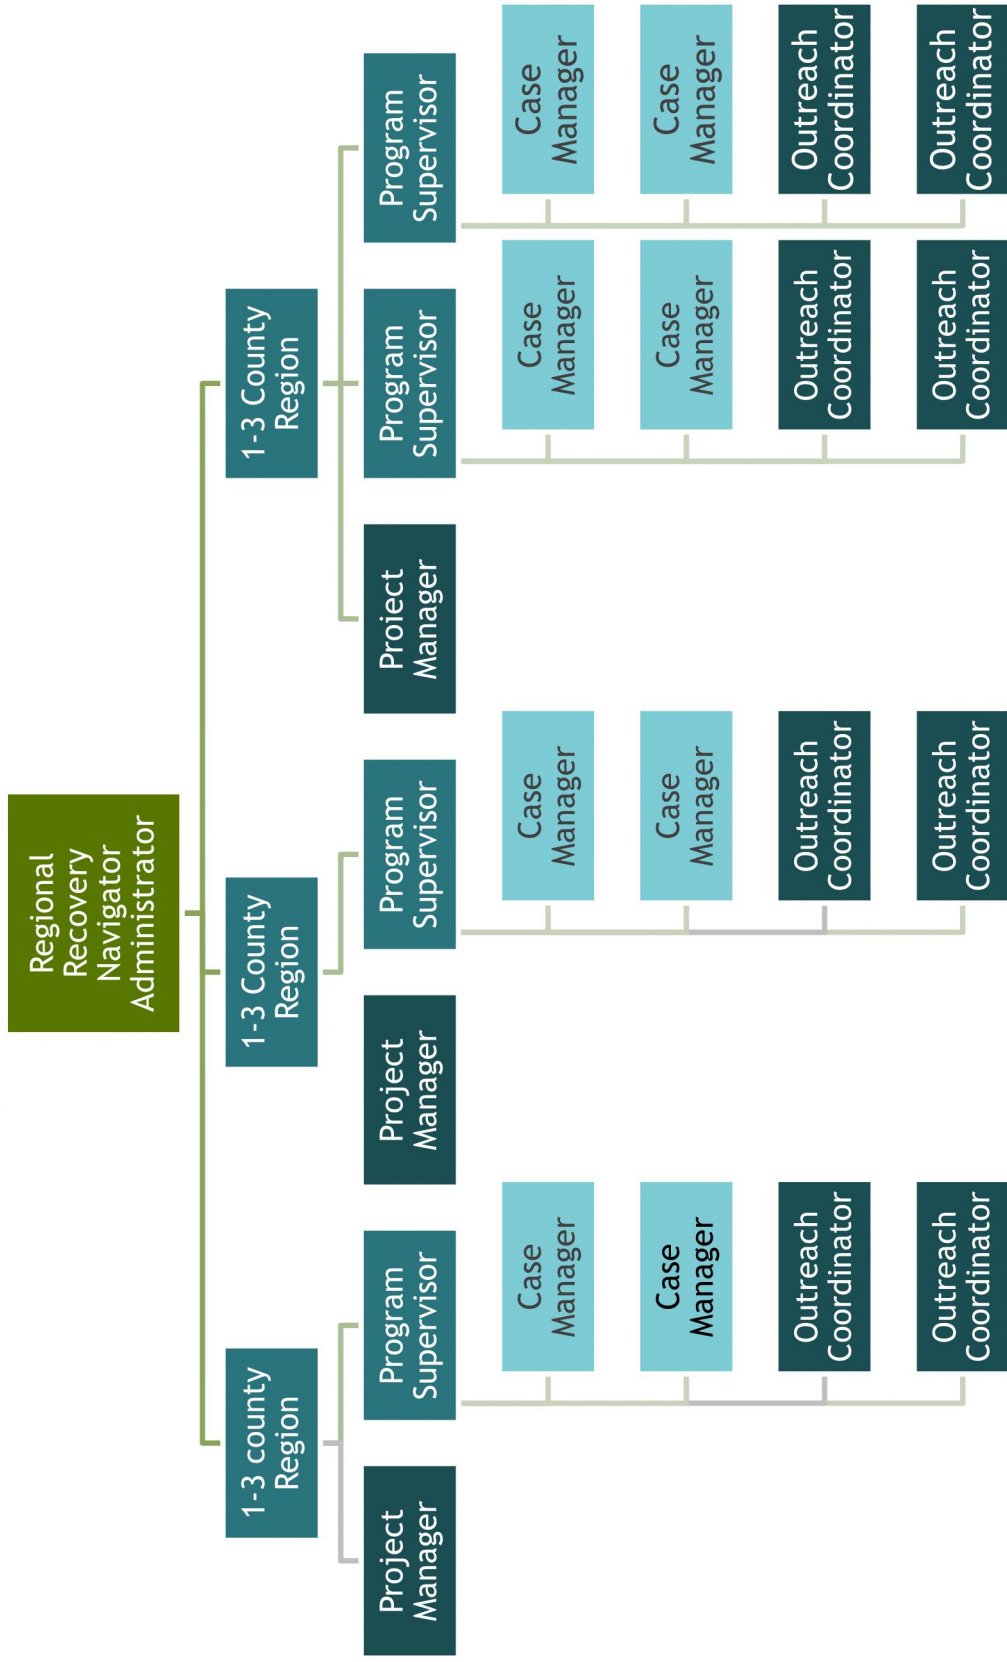 Regional
Recovery
Navigator
Administrator
1-3 county
Region
1-3 County
Region
1-3 County
Region
Project
Manager
Program
Supervisor
Project
Manager
Program
Supervisor
Proiect
Manager
Program
Supervisor
Program
Supervisor
Case
Manager
Case
Manager
Case
Manager
Case
Manager
Case
Manager
Case
Manager
Case
Manager
Case
Manager
Outreach
Coordinator
Outreach
Coordinator
Outreach
Coordinator
Outreach
Coordinator
Outreach
Coordinator
Outreach
Coordinator
Outreach
Coordinator
Outreach
Coordinator